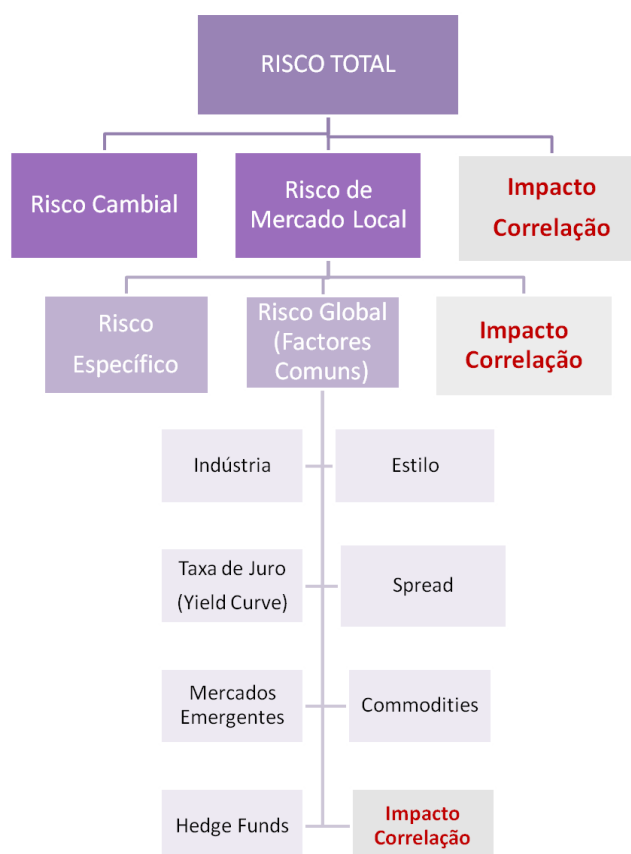 RISCO TOTAL
Risco Cambial
Risco de
Mercado Local
Impacto
Correlação
Risco
Específico
Risco Global
(Factores
Comuns)
Impacto
Correlação
Indústria
Estilo
Taxa de Juro
(Yield Curve)
Spread
Mercados
Emergentes
Commodities
Hedge Funds
Impacto
Correlação